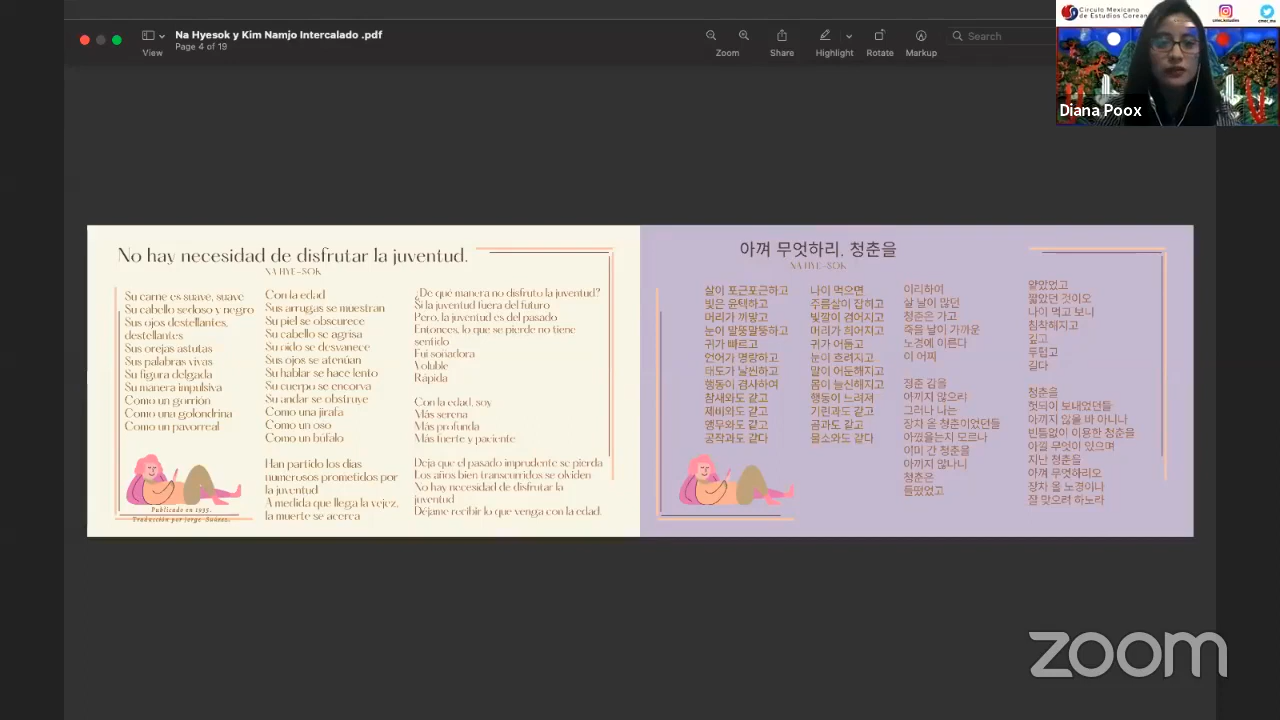 Na Hyesok y Kim Namjo Intercalado .pdf
Page 4 of 19
View
Zoom
Share
Highlight
Rotate
Markup
Search
Círculo Mexicano
de Estudios Coreanos
Diana Poox
No hay necesidad de disfrutar la juventud.
NA HYE-SOK
Su carne es suave, suave
Su cabello sedoso y negro
Sus ojos destellantes,
destellantes
Sus orejas astutas
Sus palabras vivas
Su figura delgada
Su manera impulsiva
Como un gorrión
Como una golondrina
Como un pavorreal
Con la edad
Sus arrugas se muestran
Su piel se obscurece
Su cabello se agrisa
Su oído se desvanece
Sus ojos se atenúan
Su hablar se hace lento
Su cuerpo se encorva
Su andar se obstruye
Como una jirafa
Como un oso
Como un búfalo
Han partido los días
numerosos prometidos por
la juventud
A medida que llega la vejez,
la muerte se acerca
¿De qué manera no disfruto la juventud?
Si la juventud fuera del futuro
Pero, la juventud es del pasado
Entonces, lo que se pierde no tiene
sentido
Fui soñadora
Voluble
Rápida
Con la edad, soy
Más serena
Más profunda
Más fuerte y paciente
Deja que el pasado imprudente se pierda
Los años bien transcurridos se olviden
No hay necesidad de disfrutar la
juventud
Déjame recibir lo que venga con la edad.
Publicado en 1935.
Traducción por Jorge Suárez.
아껴 무엇하리. 청춘을
NA HYE-SOK
살이 포근포근하고
빛은 윤택하고
머리가 까맣고
눈이 말뚱말뚱하고
귀가 빠르고
언어가 명랑하고
태도가 날씬하고
행동이 겸사하여
참새와도 같고
제비와도 같고
앵무와도 같고
공작과도 같다
나이 먹으면
주름살이 잡히고
빛깔이 검어지고
머리가 희어지고
귀가 어둡고
눈이 흐려지고
말이 어둔해지고
몸이 늘신해지고
행동이 느려져
기린과도 같고
곰과도 같고
물소와도 같다
이리하여
살 날이 많던
청춘은 가고
죽을 날이 가까운
노경에 이른다
이 어찌
청춘 감을
아끼지 않으리
그러나 나는
장차 올 청춘이었던들
아꼈을는지 모르나
이미 간 청춘을
아끼지 않나니
청춘은
들떴었고
얕았었고
짧았던 것이오
나이 먹고 보니
침착해지고
깊고
두텁고
길다
청춘을
헛되이 보내었던들
아끼지 않을 바 아니나
빈틈없이 이용한 청춘을
아낄 무엇이 있으며
지난 청춘을
아껴 무엇하리오
장차 올 노경이나
잘 맞으려 하노라
zoom